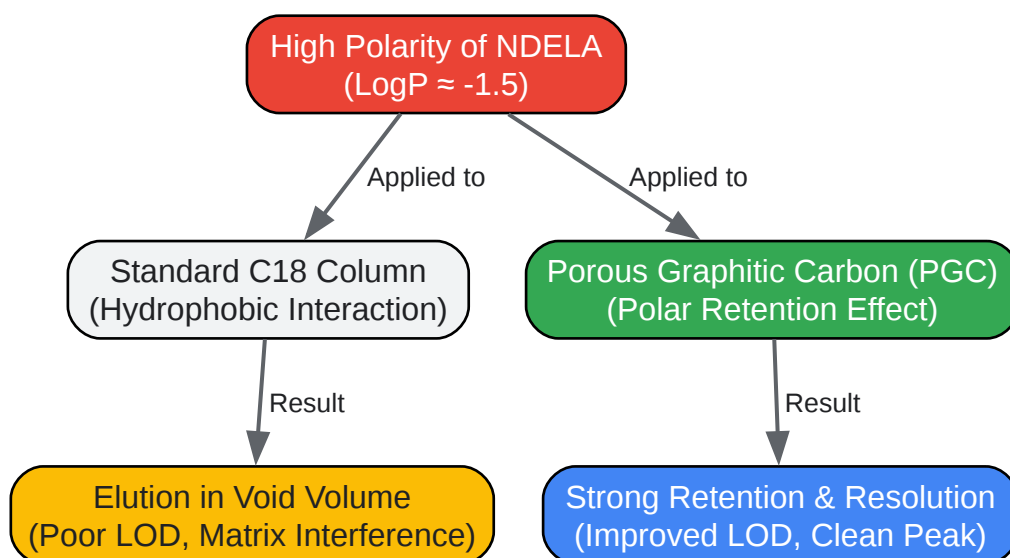 High Polarity of NDELA
(LogP ≈ -1.5)
Applied to
Applied to
Standard C18 Column
(Hydrophobic Interaction)
Porous Graphitic Carbon (PGC)
(Polar Retention Effect)
Result
Result
Elution in Void Volume
(Poor LOD, Matrix Interference)
Strong Retention & Resolution
(Improved LOD, Clean Peak)